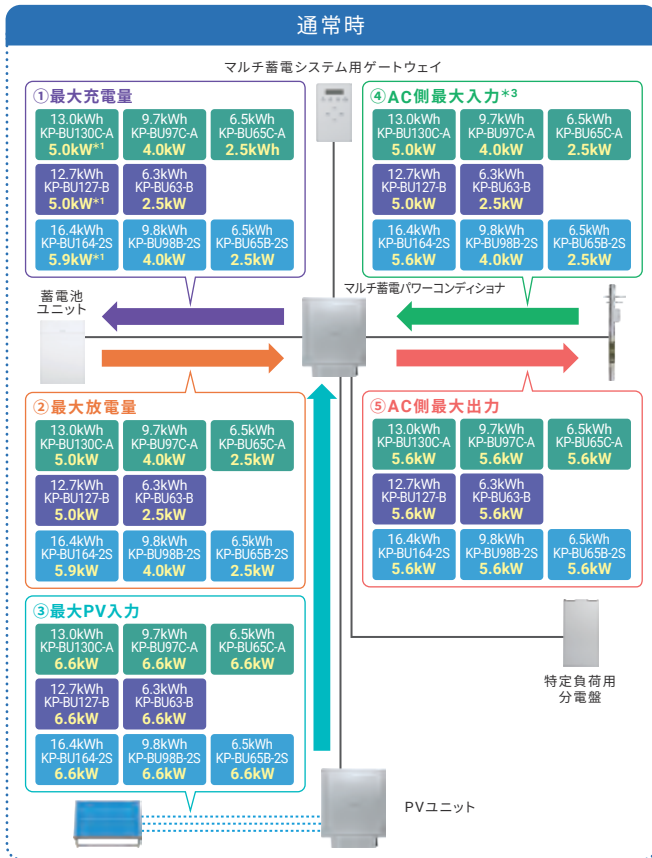 通常時
マルチ蓄電システム用ゲートウェイ
①最大充電量
13.0kWh
KP-BU130C-A
5.0kW*1
9.7kWh
KP-BU97C-A
4.0kW
6.5kWh
KP-BU65C-A
2.5kWh
12.7kWh
KP-BU127-B
5.0kW*1
6.3kWh
KP-BU63-B
2.5kW
16.4kWh
KP-BU164-2S
5.9kW*1
9.8kWh
KP-BU98B-2S
4.0kW
6.5kWh
KP-BU65B-2S
2.5kW
④AC側最大入力*3
13.0kWh
KP-BU130C-A
5.0kW
9.7kWh
KP-BU97C-A
4.0kW
6.5kWh
KP-BU65C-A
2.5kW
12.7kWh
KP-BU127-B
5.0kW
6.3kWh
KP-BU63-B
2.5kW
16.4kWh
KP-BU164-2S
5.6kW
9.8kWh
KP-BU98B-2S
4.0kW
6.5kWh
KP-BU65B-2S
2.5kW
蓄電池
ユニット
マルチ蓄電パワーコンディショナ
②最大放電量
13.0kWh
KP-BU130C-A
5.0kW
9.7kWh
KP-BU97C-A
4.0kW
6.5kWh
KP-BU65C-A
2.5kW
12.7kWh
KP-BU127-B
5.0kW
6.3kWh
KP-BU63-B
2.5kW
16.4kWh
KP-BU164-2S
5.9kW
9.8kWh
KP-BU98B-2S
4.0kW
6.5kWh
KP-BU65B-2S
2.5kW
⑤AC側最大出力
13.0kWh
KP-BU130C-A
5.6kW
9.7kWh
KP-BU97C-A
5.6kW
6.5kWh
KP-BU65C-A
5.6kW
12.7kWh
KP-BU127-B
5.6kW
6.3kWh
KP-BU63-B
5.6kW
16.4kWh
KP-BU164-2S
5.6kW
9.8kWh
KP-BU98B-2S
5.6kW
6.5kWh
KP-BU65B-2S
5.6kW
③最大PV入力
13.0kWh
KP-BU130C-A
6.6kW
9.7kWh
KP-BU97C-A
6.6kW
6.5kWh
KP-BU65C-A
6.6kW
12.7kWh
KP-BU127-B
6.6kW
6.3kWh
KP-BU63-B
6.6kW
16.4kWh
KP-BU164-2S
6.6kW
9.8kWh
KP-BU98B-2S
6.6kW
6.5kWh
KP-BU65B-2S
6.6kW
特定負荷用
分電盤
PVユニット